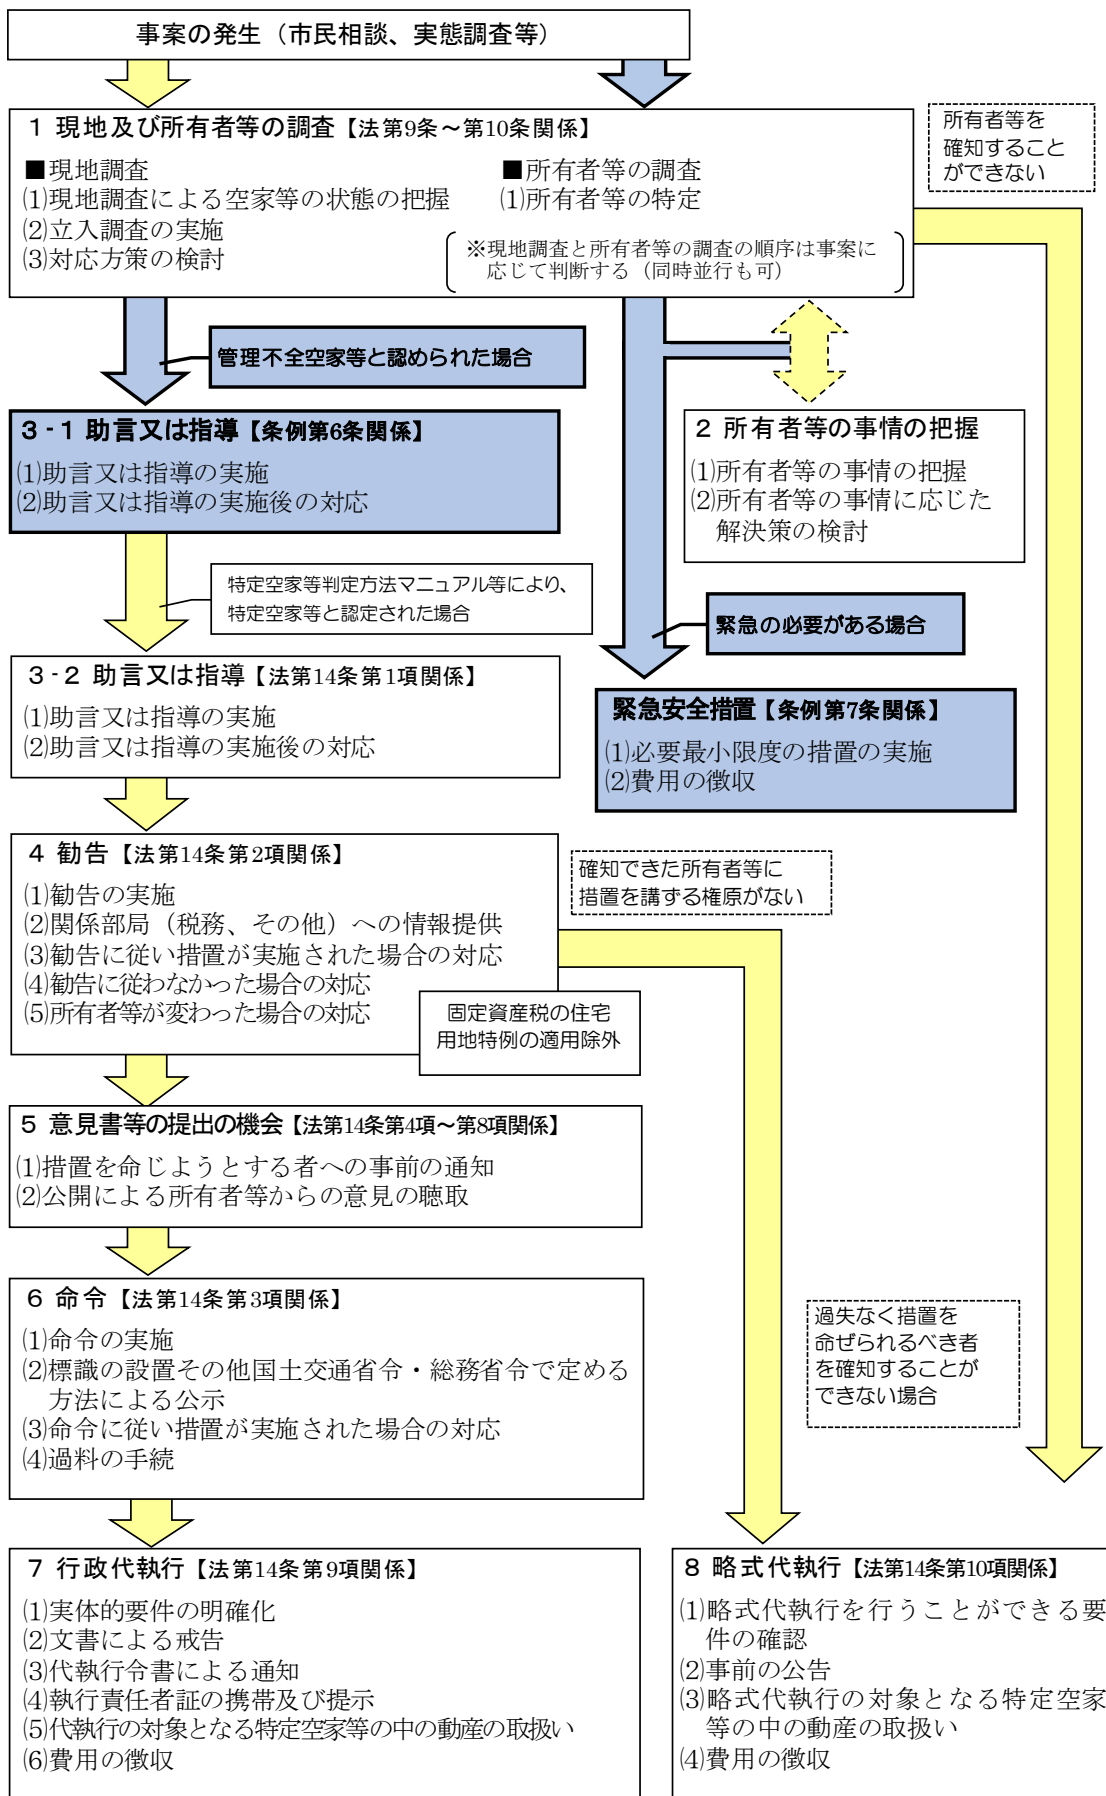 事案の発生（市民相談、実態調査等）
1 現地及び所有者等の調査【法第9条～第10条関係】
■現地調査
⑴現地調査による空家等の状態の把握
⑵立入調査の実施
⑶対応方策の検討
■所有者等の調査
⑴所有者等の特定
※現地調査と所有者等の調査の順序は事案に
応じて判断する（同時並行も可）
所有者等を
確知すること
ができない
管理不全空家等と認められた場合
3-1 助言又は指導【条例第6条関係】
⑴助言又は指導の実施
⑵助言又は指導の実施後の対応
2 所有者等の事情の把握
⑴所有者等の事情の把握
⑵所有者等の事情に応じた
解決策の検討
特定空家等判定方法マニュアル等により、
特定空家等と認定された場合
緊急の必要がある場合
3-2 助言又は指導【法第14条第1項関係】
⑴助言又は指導の実施
⑵助言又は指導の実施後の対応
緊急安全措置【条例第7条関係】
⑴必要最小限度の措置の実施
⑵費用の徴収
4 勧告【法第14条第2項関係】
⑴勧告の実施
⑵関係部局（税務、その他）への情報提供
⑶勧告に従い措置が実施された場合の対応
⑷勧告に従わなかった場合の対応
⑸所有者等が変わった場合の対応
固定資産税の住宅
用地特例の適用除外
確知できた所有者等に
措置を講ずる権原がない
5 意見書等の提出の機会【法第14条第4項～第8項関係】
⑴措置を命じようとする者への事前の通知
⑵公開による所有者等からの意見の聴取
6 命令【法第14条第3項関係】
⑴命令の実施
⑵標識の設置その他国土交通省令・総務省令で定める
方法による公示
⑶命令に従い措置が実施された場合の対応
⑷過料の手続
過失なく措置を
命ぜられるべき者
を確知することが
できない場合
7 行政代執行【法第14条第9項関係】
⑴実体的要件の明確化
⑵文書による戒告
⑶代執行令書による通知
⑷執行責任者証の携帯及び提示
⑸代執行の対象となる特定空家等の中の動産の取扱い
⑹費用の徴収
8 略式代執行【法第14条第10項関係】
⑴略式代執行を行うことができる要
件の確認
⑵事前の公告
⑶略式代執行の対象となる特定空家
等の中の動産の取扱い
⑷費用の徴収